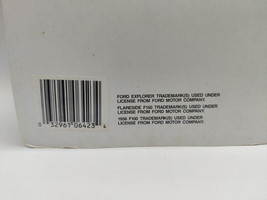 FORD EXPLORER TRADEMARK(S) USED UNDER
LICENSE FROM FORD MOTOR COMPANY.
FLARESIDE F150 TRADEMARK(S) USED UNDER
LICENSE FROM FORD MOTOR COMPANY.
1956 F100 TRADEMARK(S) USED UNDER
LICENSE FROM FORD MOTOR COMPANY.
32961 06423